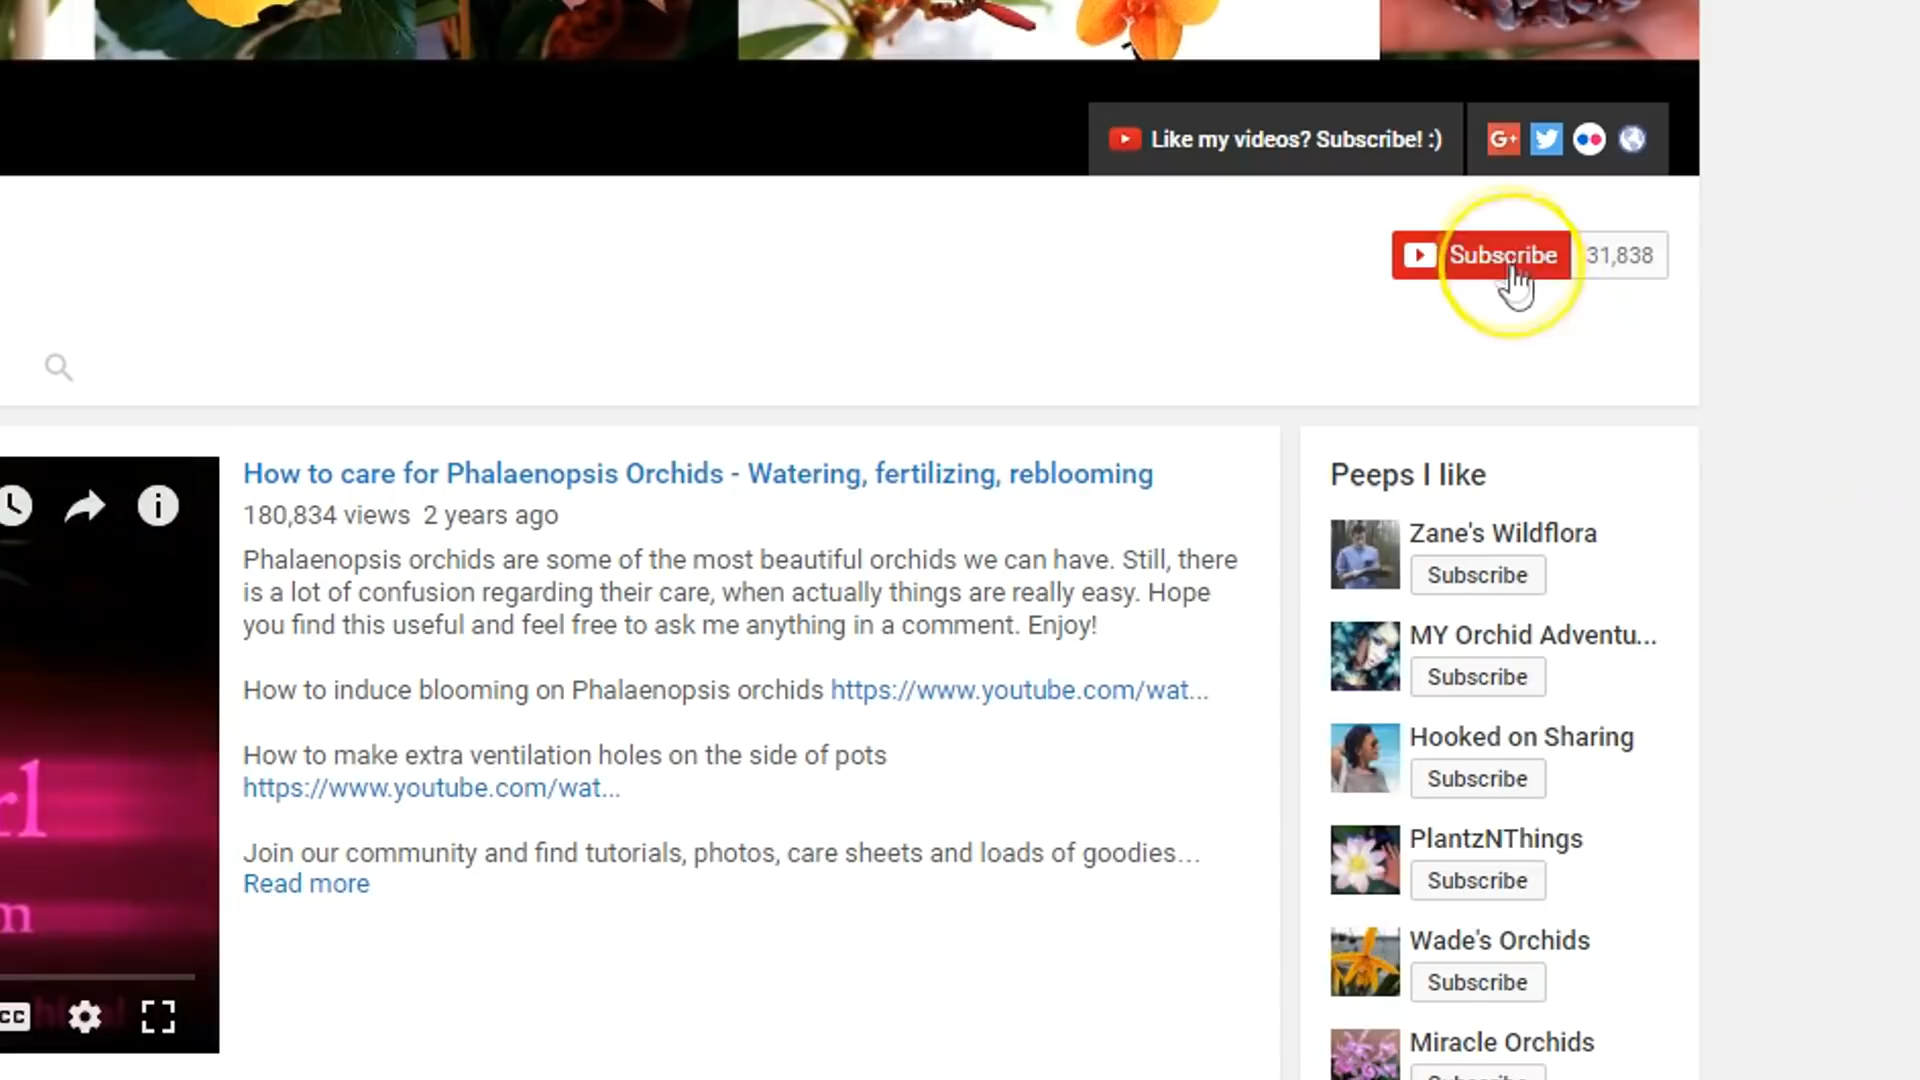 Like my videos? Subscribe! :)
G+
Subscribe
31,838
How to care for Phalaenopsis Orchids - Watering, fertilizing, reblooming
180,834 views 2 years ago
Phalaenopsis orchids are some of the most beautiful orchids we can have. Still, there
is a lot of confusion regarding their care, when actually things are really easy. Hope
you find this useful and feel free to ask me anything in a comment. Enjoy!
How to induce blooming on Phalaenopsis orchids https://www.youtube.com/wat...
How to make extra ventilation holes on the side of pots
https://www.youtube.com/wat...
Join our community and find tutorials, photos, care sheets and loads of goodies...
Read more
rl
m
CC
Peeps I like
Zane's Wildflora
Subscribe
MY Orchid Adventu...
Subscribe
Hooked on Sharing
Subscribe
PlantzNThings
Subscribe
Wade's Orchids
Subscribe
Miracle Orchids